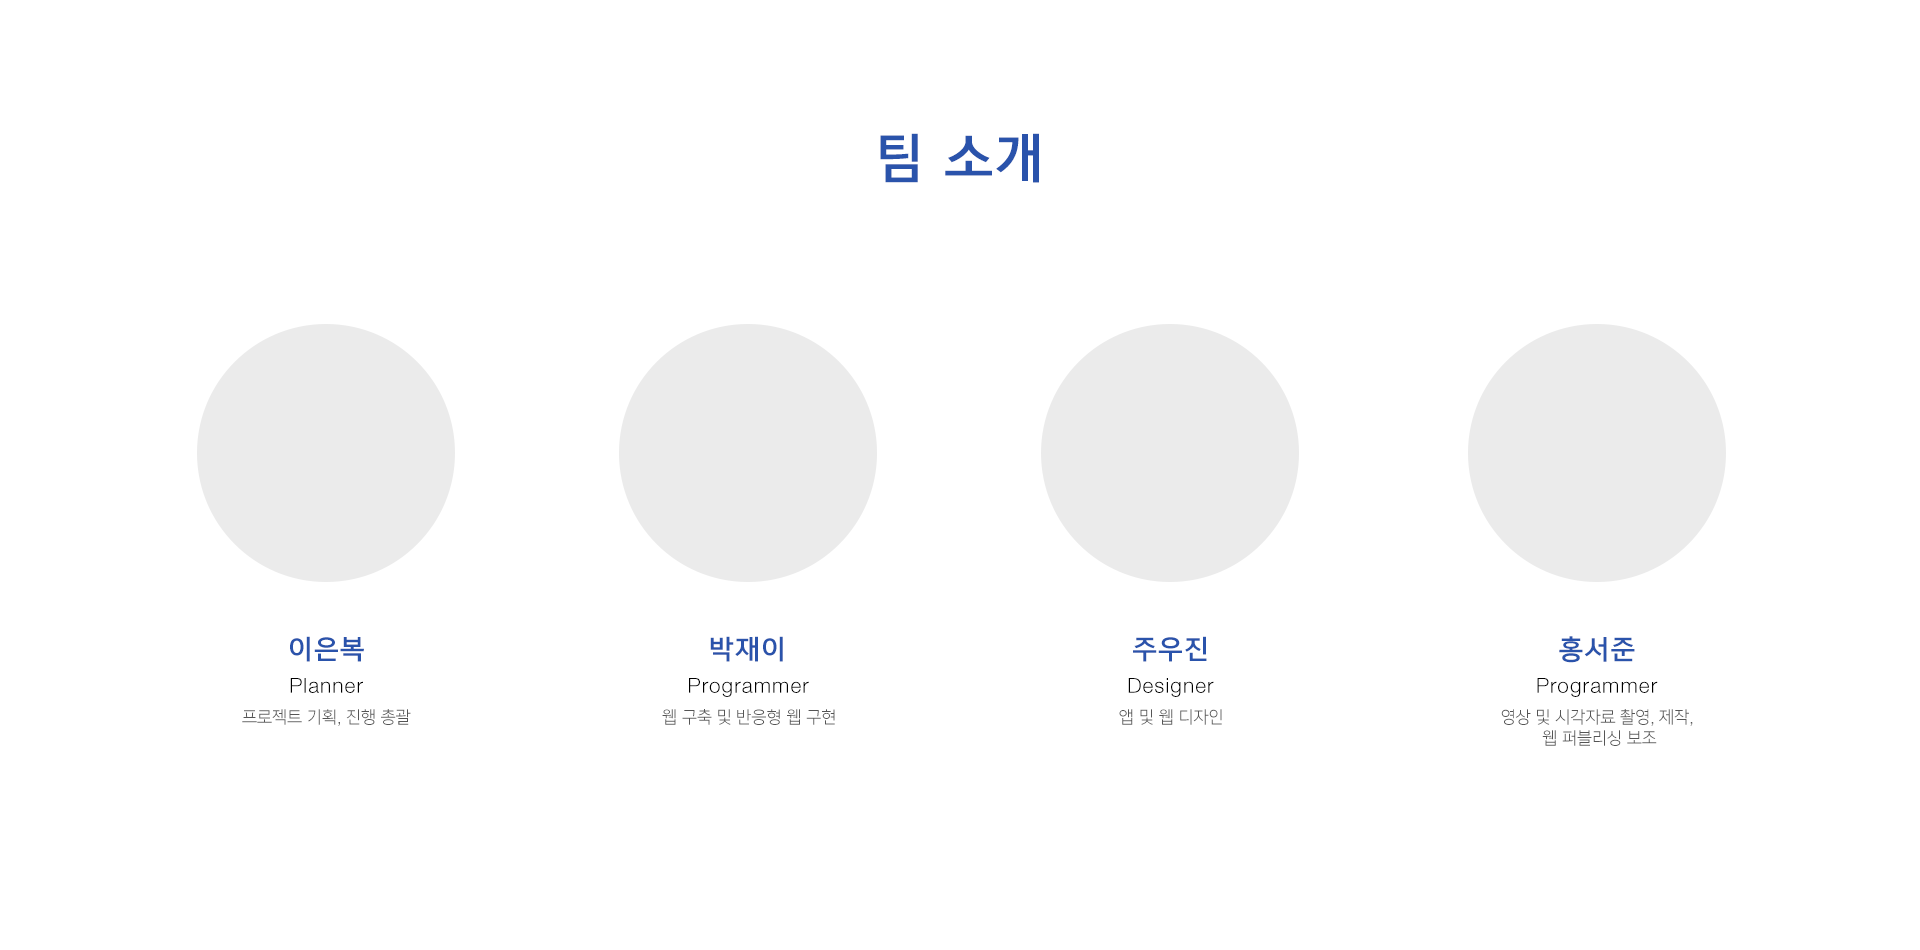 팀 소개
이은복
Planner
프로젝트 기획, 진행 총괄
박재이
Programmer
웹 구축 및 반응형 웹 구현
주우진
Designer
앱 및 웹 디자인
홍서준
Programmer
영상 및 시각자료 촬영, 제작,
웹 퍼블리싱 보조